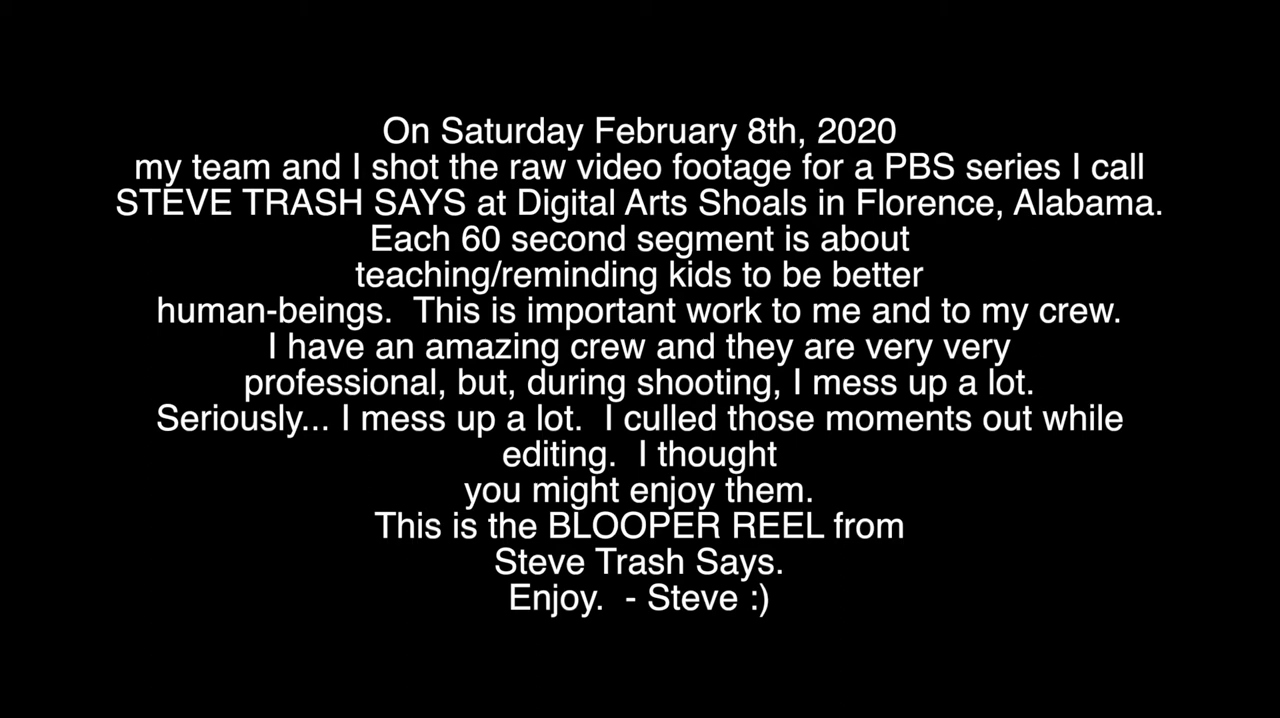 On Saturday February 8th, 2020
my team and I shot the raw video footage for a PBS series I call
STEVE TRASH SAYS at Digital Arts Shoals in Florence, Alabama.
Each 60 second segment is about
teaching/reminding kids to be better
human-beings.  This is important work to me and to my crew.
I have an amazing crew and they are very very
professional, but, during shooting, I mess up a lot.
Seriously... I mess up a lot.  I culled those moments out while
editing.  I thought
you might enjoy them.
This is the BLOOPER REEL from
Steve Trash Says.
Enjoy.  - Steve :)